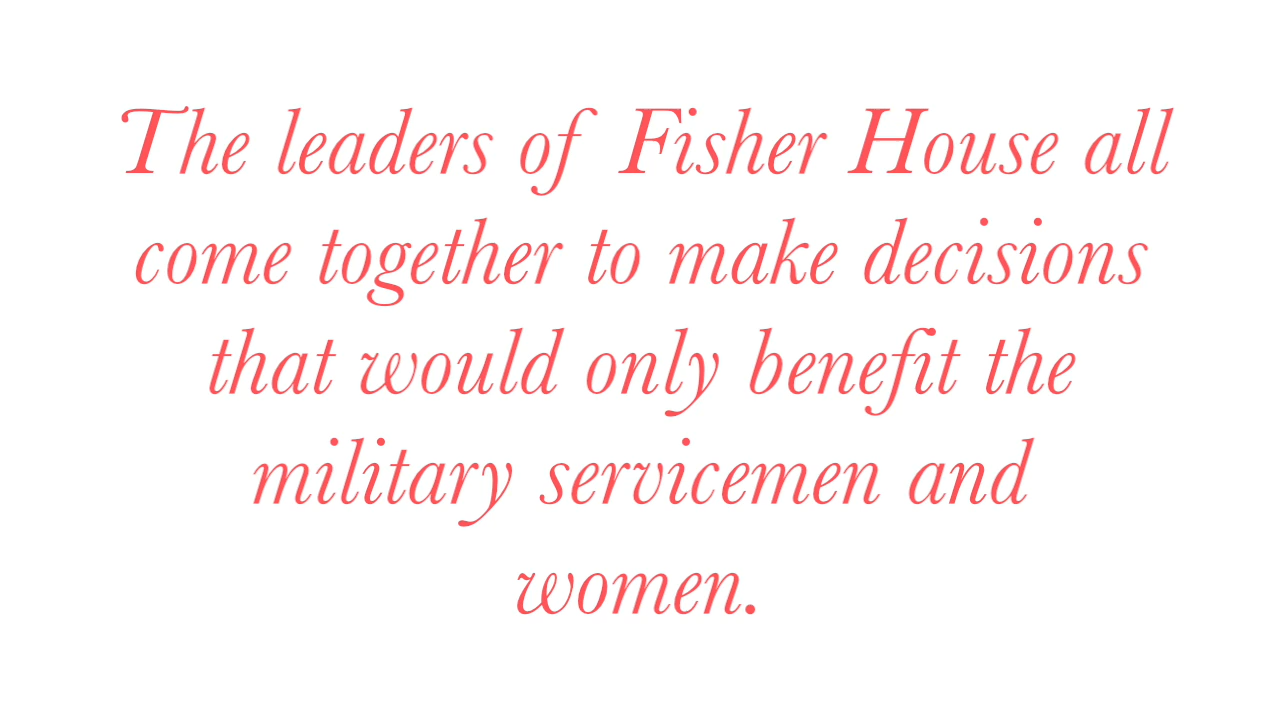 The leaders of Fisher House all
come together to make decisions
that would only benefit the
military servicemen and
women.